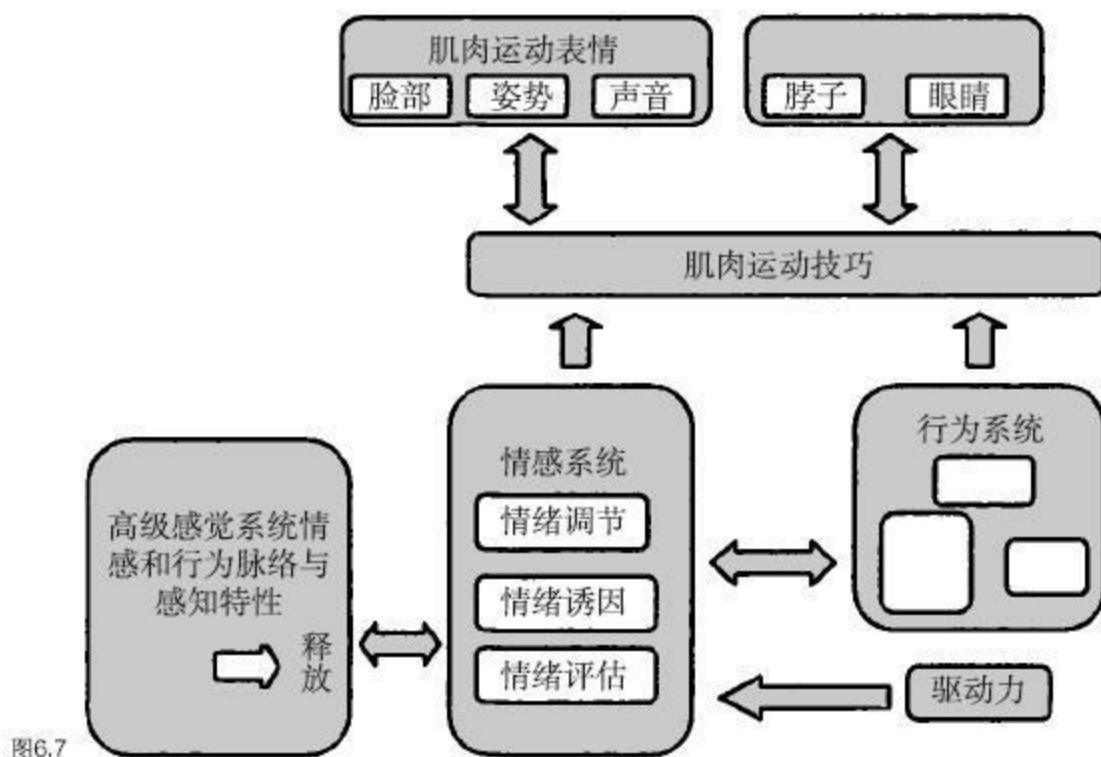 肌肉运动表情
脸部 姿势 声音
脖子 眼睛
肌肉运动技巧
高级感觉系统情
感和行为脉络与
感知特性
释放
情感系统
情绪调节
情绪诱因
情绪评估
行为系统
驱动力
图6.7